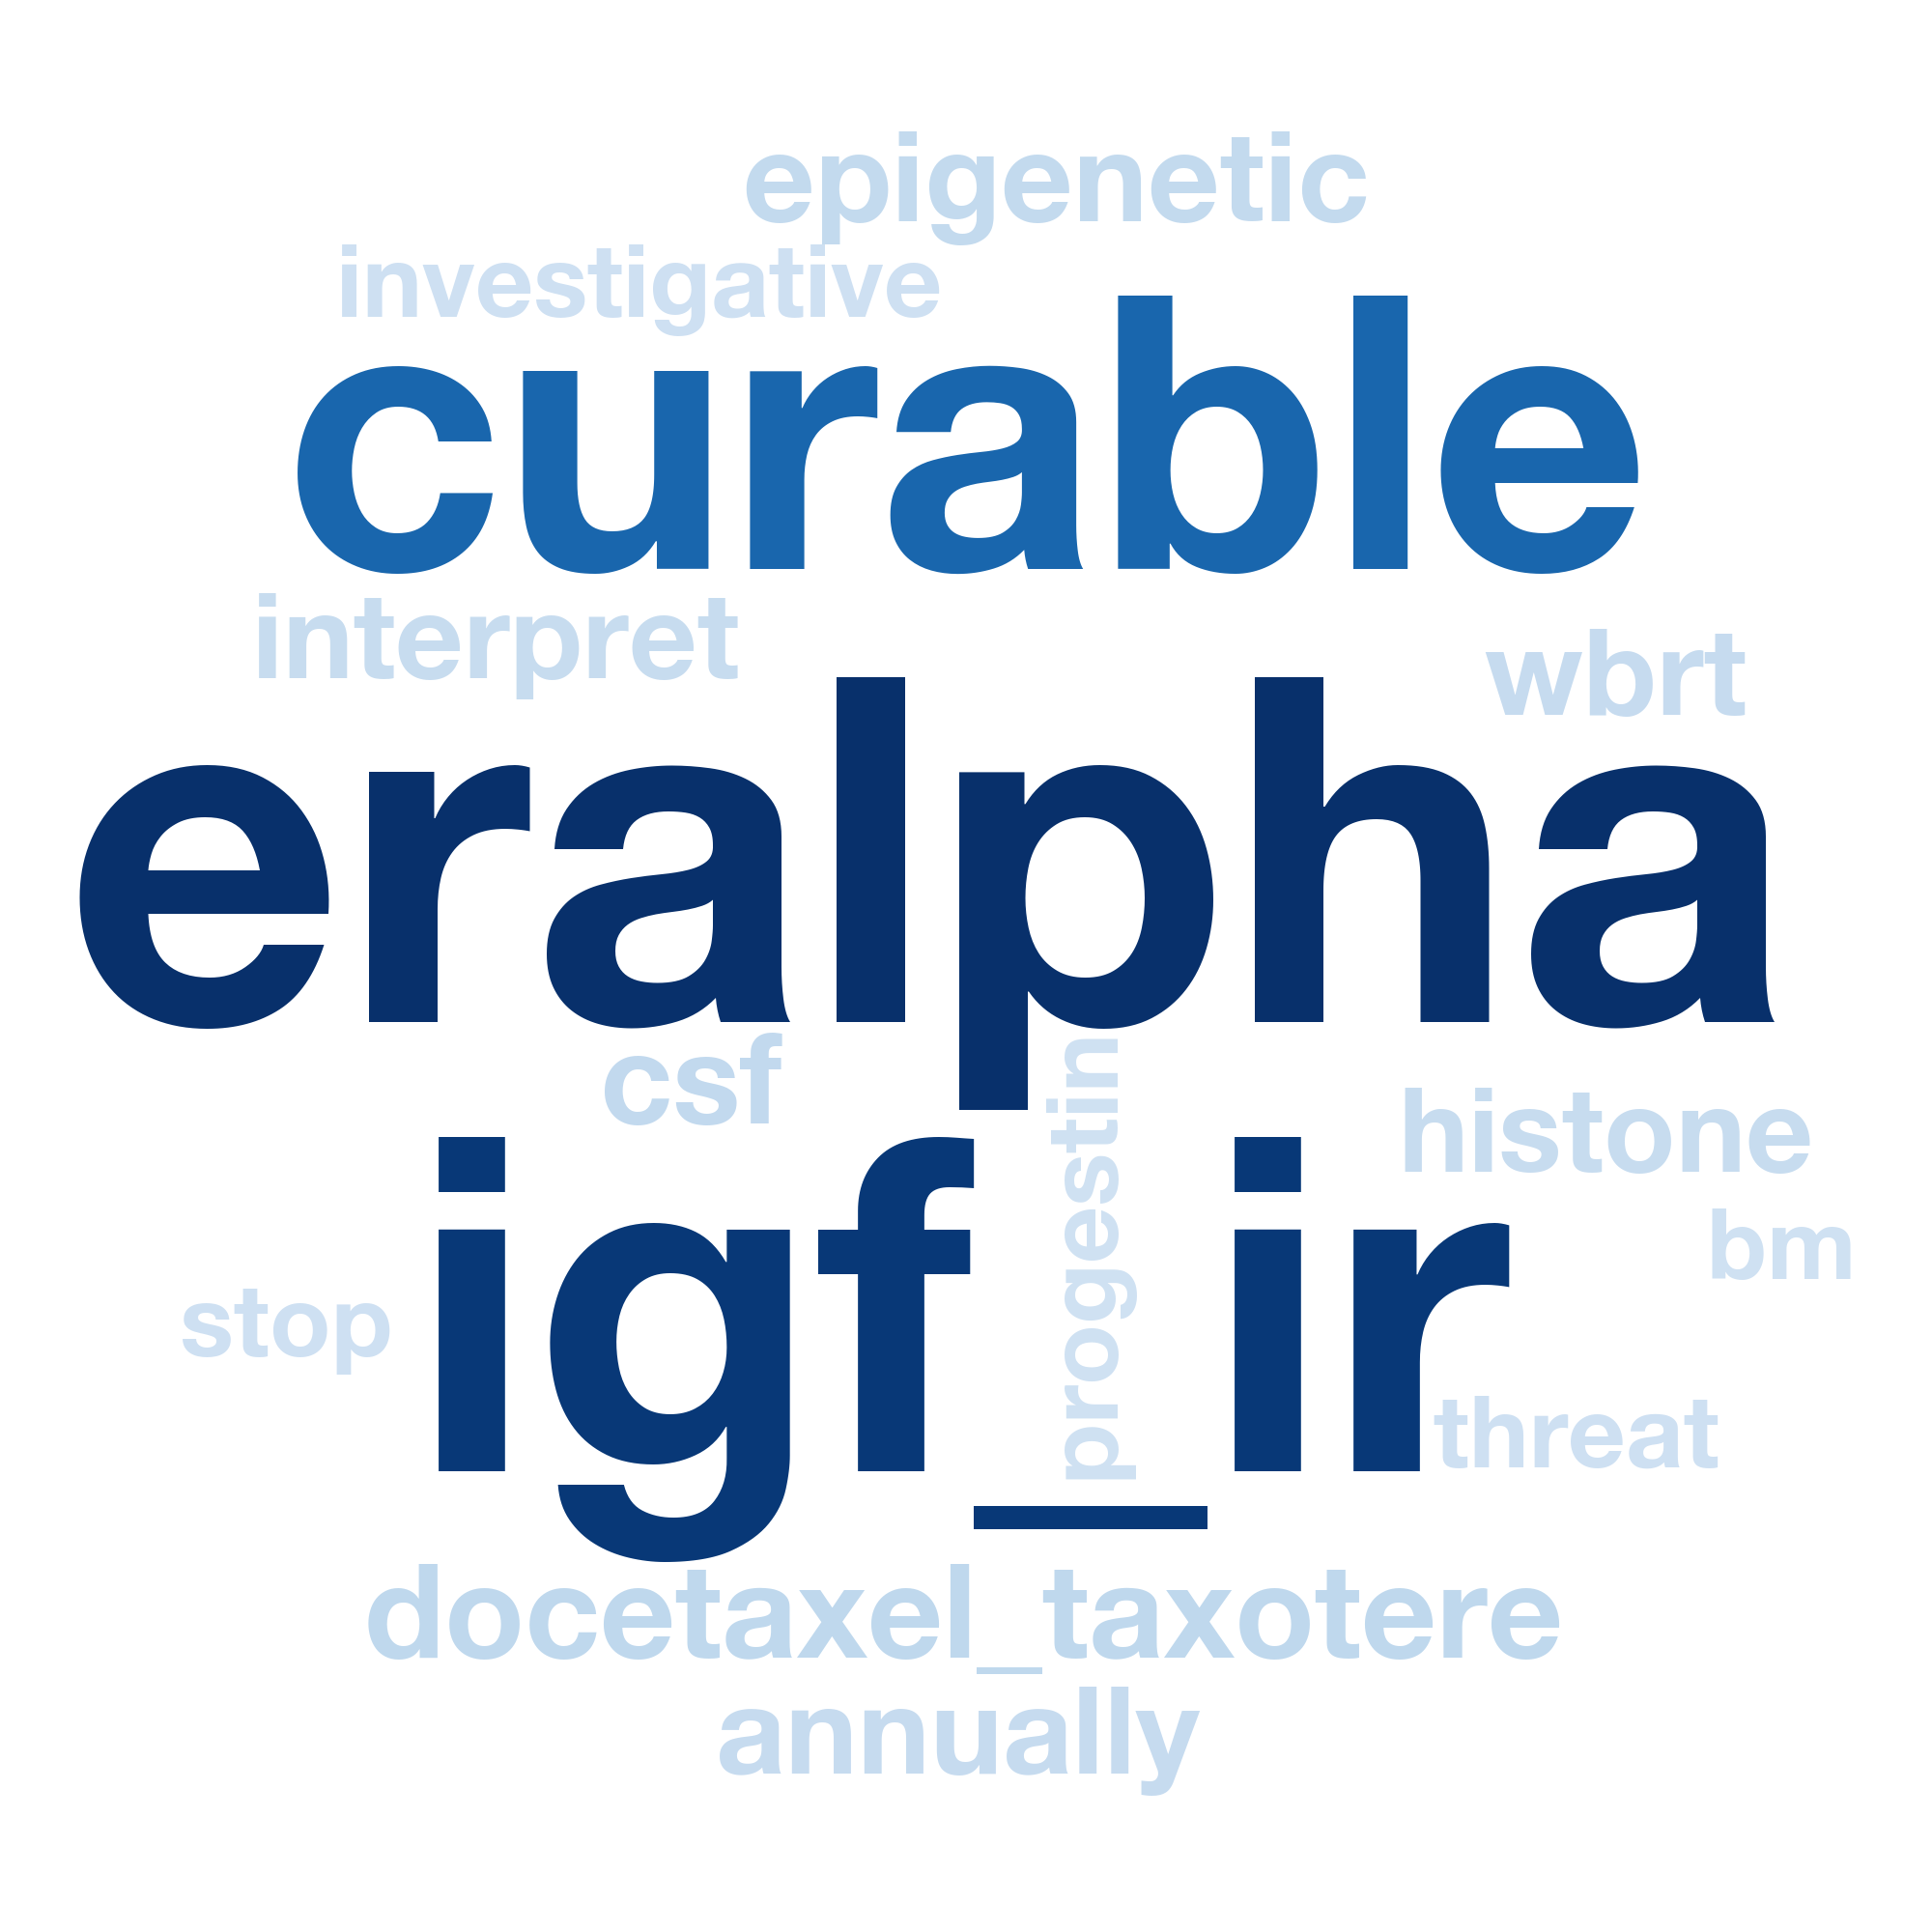 epigenetic
investigative
curable
interpret
wbrt
eralpha
csf
progestin
histone
igf_ir
bm
stop
threat
docetaxel_taxotere
annually